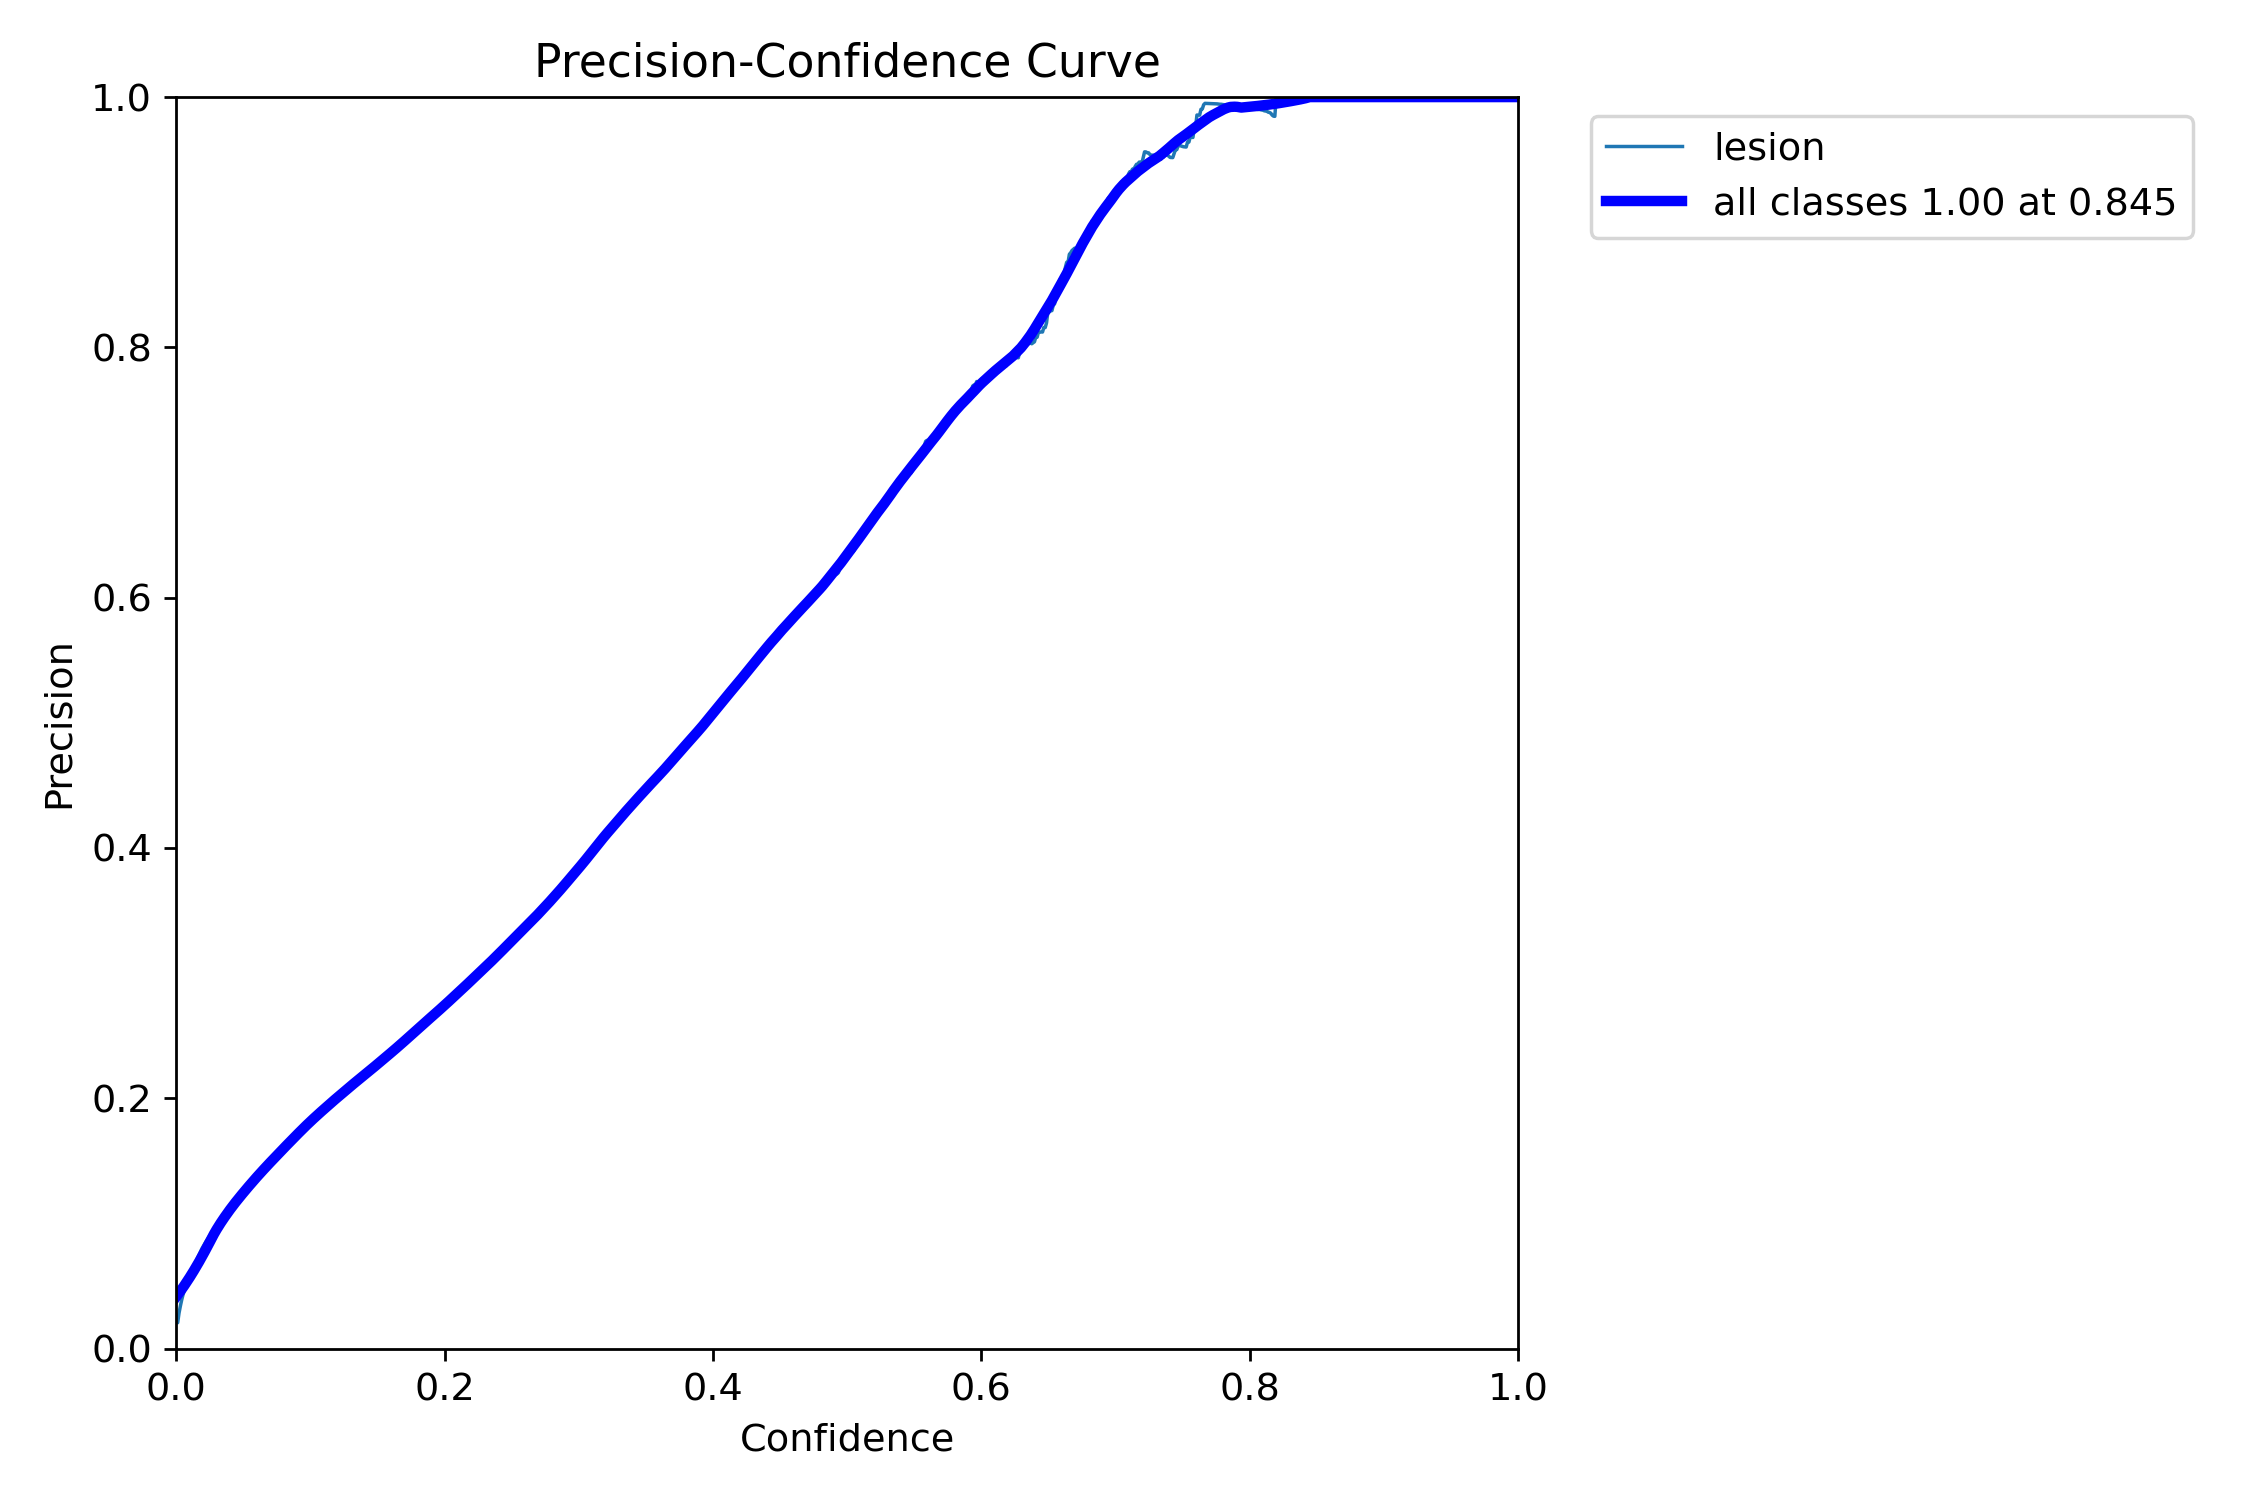 Precision-Confidence Curve
1.0
0.8
0.6
0.4
0.2
0.0
Precision
0.0 0.2 0.4 0.6 0.8 1.0
Confidence
lesion
all classes 1.00 at 0.845